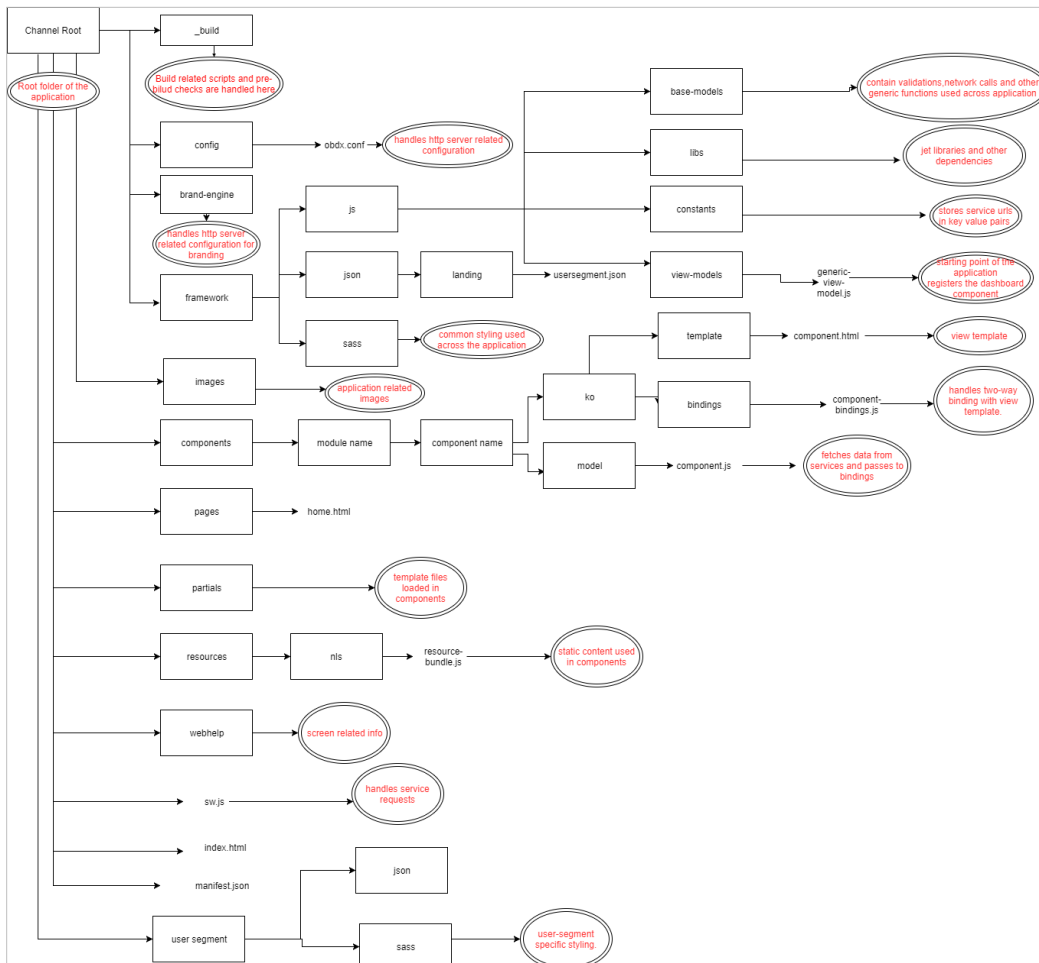 Channel Root
_build
Root folder of the
application
Build related scripts and pre-
bilud checks are handled here
base-models
contain validations,network calls and other
generic functions used across application
config
obdx.conf
handles http server related
configuration
libs
jet libraries and other
dependencies
brand-engine
js
constants
stores service urls
in key value pairs
handles http server
related configuration for
branding
framework
json
landing
usersegment.json
view-models
generic-
view-
model.js
starting point of the
application
registers the dashboard
component
sass
common styling used
across the application
template
component.html
view template
images
application related
images
ko
bindings
component-
bindings.js
handles two-way
binding with view
template.
components
module name
component name
model
component.js
fetches data from
services and passes to
bindings
pages
home.html
partials
template files
loaded in
components
resources
nls
resource-
bundle.js
static content used
in components
webhelp
screen related info
sw.js
handles service
requests
index.html
manifest.json
json
user segment
sass
user-segment
specific styling.